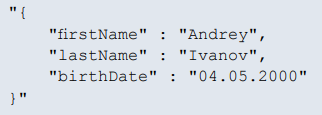 "{
    "firstName" : "Andrey",
    "lastName" : "Ivanov",
    "birthDate" : "04.05.2000"
}"